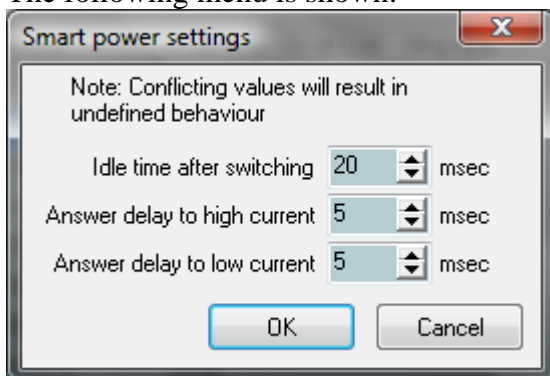 The following menu is shown:
Smart power settings
Note: Conflicting values will result in
undefined behaviour
Idle time after switching 20 msec
Answer delay to high current 5 msec
Answer delay to low current 5 msec
OK Cancel